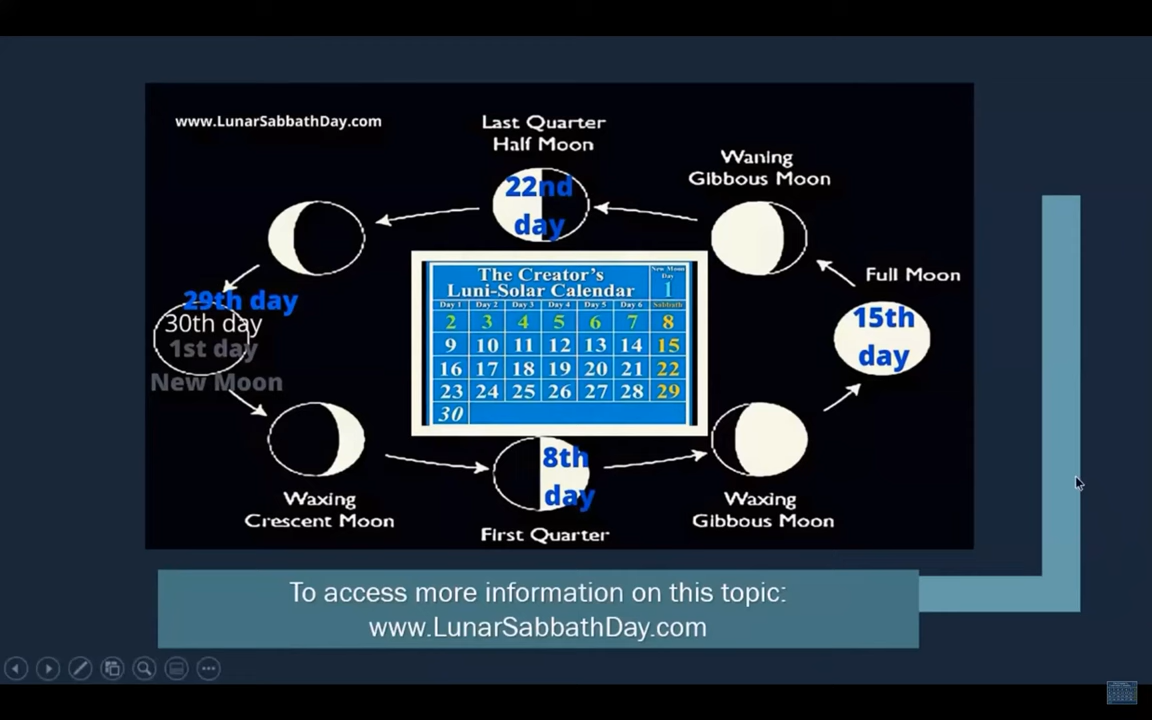 www.LunarSabbathDay.com
Last Quarter
Half Moon
Waning
Gibbous Moon
22nd
day
Full Moon
15th
day
29th day
30th day
1st day
New Moon
The Creator's
Luni-Solar Calendar
New Moon
Day
1
Day 1 Day 2 Day 3 Day 4 Day 5 Day 6 Sabbath
2 3 4 5 6 7 8
9 10 11 12 13 14 15
16 17 18 19 20 21 22
23 24 25 26 27 28 29
30
8th
day
Waxing
Crescent Moon
First Quarter
Waxing
Gibbous Moon
To access more information on this topic:
www.LunarSabbathDay.com